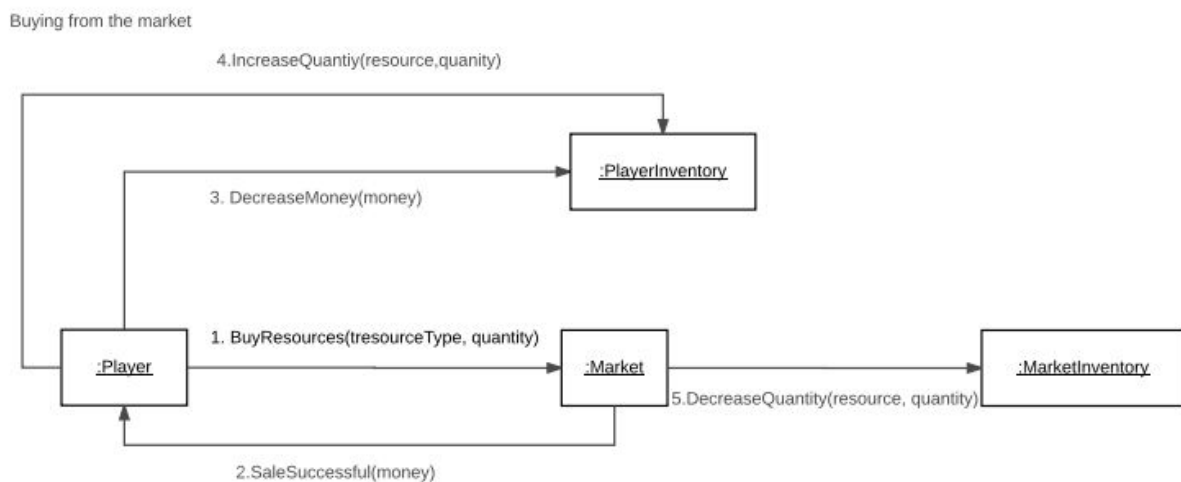 Buying from the market
4.IncreaseQuantiy(resource,quanity)
:PlayerInventory
3. DecreaseMoney(money)
1. BuyResources(tresourceType, quantity)
:Player
:Market
:MarketInventory
5.DecreaseQuantity(resource, quantity)
2.SaleSuccessful(money)